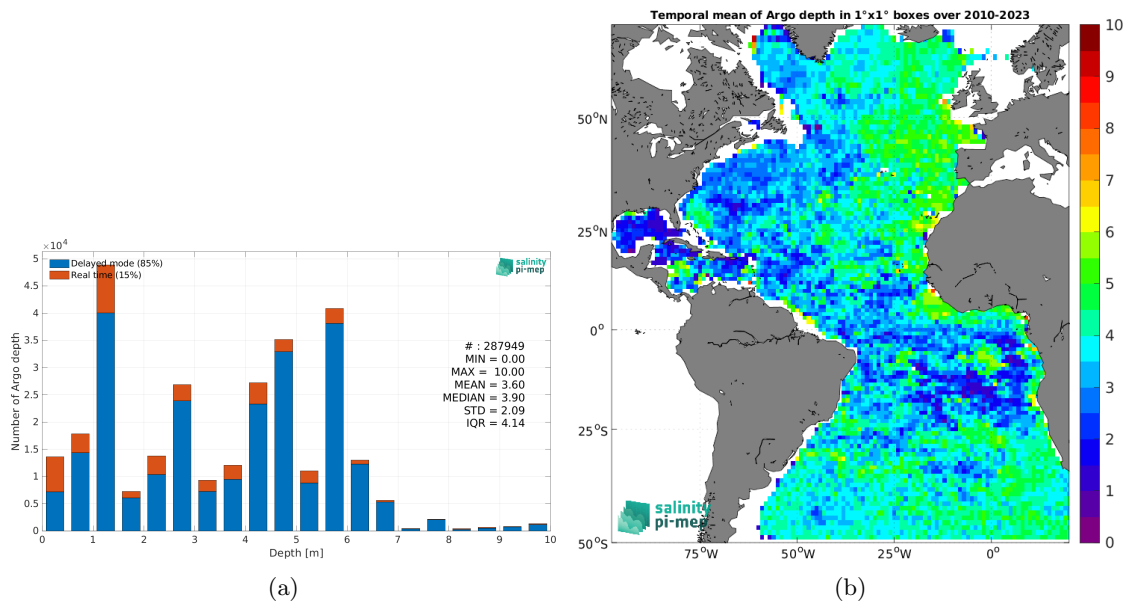 ×10⁴
Delayed mode (85%)
Real time (15%)
salinity
pi-mep
5
4.5
4
3.5
3
2.5
2
1.5
1
0.5
0
Number of Argo depth
# : 287949
MIN = 0.00
MAX = 10.00
MEAN = 3.60
MEDIAN = 3.90
STD = 2.09
IQR = 4.14
0 1 2 3 4 5 6 7 8 9 10
Depth [m]
(a)
Temporal mean of Argo depth in 1°x1° boxes over 2010-2023
50°N
25°N
0°
25°S
50°S
75°W 50°W 25°W 0°
salinity
pi-mep
10
9
8
7
6
5
4
3
2
1
0
(b)